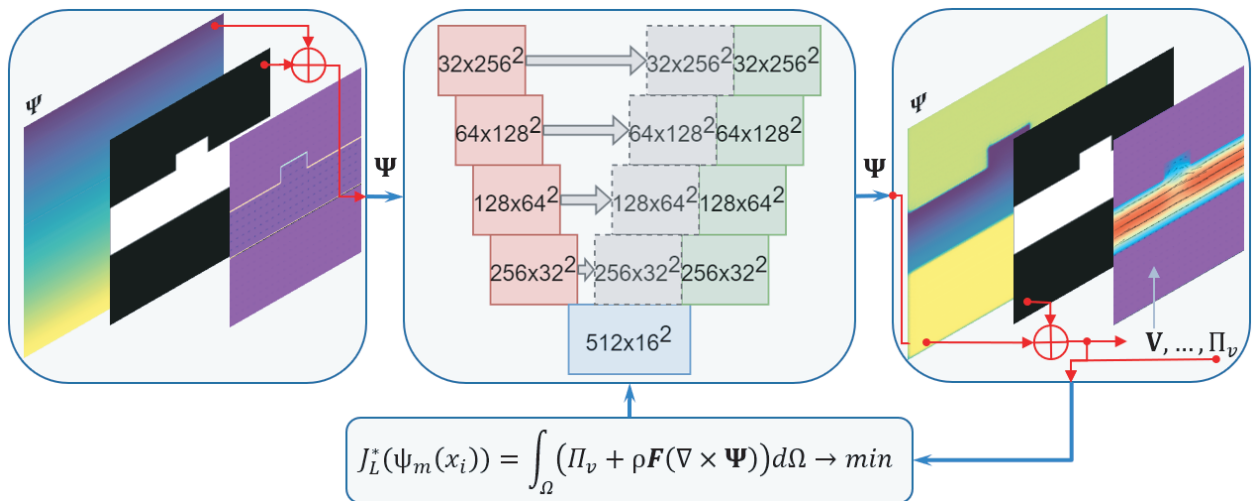 Ψ
Ψ
32x256² 32x256² 32x256²
64x128² 64x128² 64x128²
128x64² 128x64² 128x64²
256x32² 256x32² 256x32²
512x16²
Ψ
Ψ
V, ..., Π_v
J_L^*(ψ_m(x_i)) = ∫_Ω (Π_v + ρF(∇ × Ψ))dΩ → min